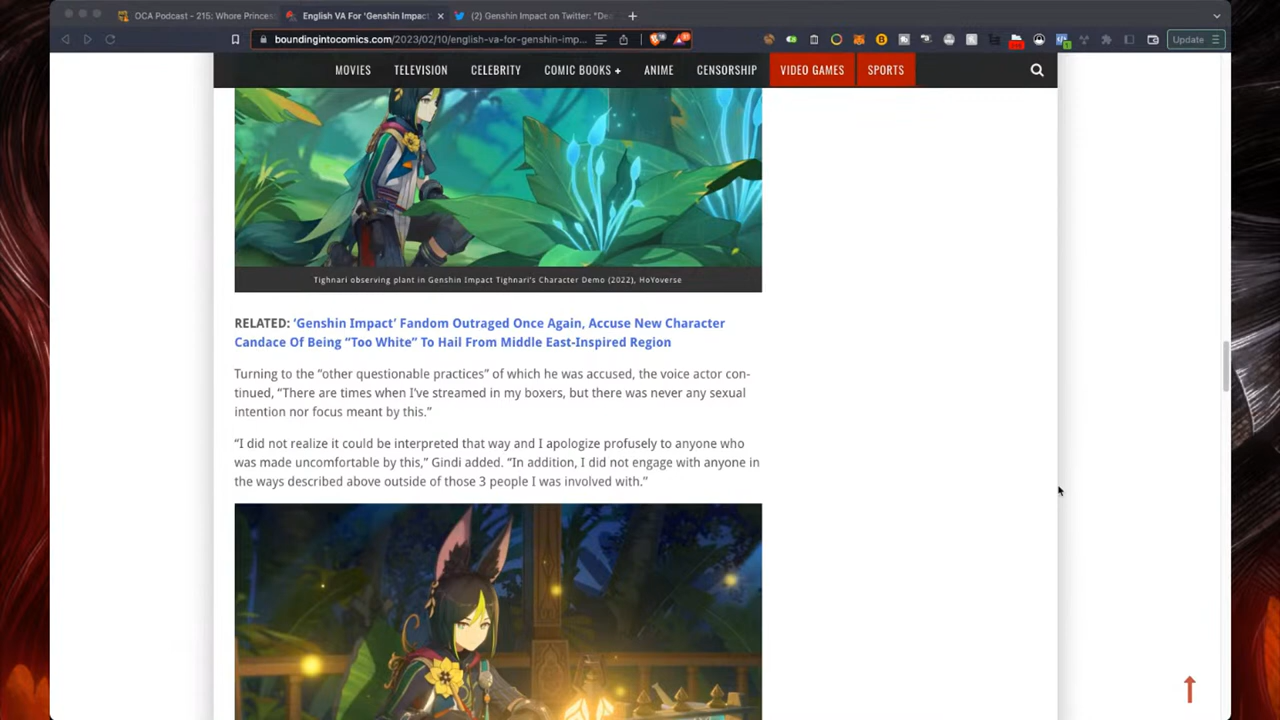 OCA Podcast - 215: Whore Princes
English VA For 'Genshin Impact
(2) Genshin Impact on Twitter: "De
boundingintocomics.com/2023/02/10/english-va-for-genshin-imp...
Update
MOVIES TELEVISION CELEBRITY COMIC BOOKS + ANIME CENSORSHIP VIDEO GAMES SPORTS
Tighnari observing plant in Genshin Impact Tighnari's Character Demo (2022), HoYoverse
RELATED: ‘Genshin Impact’ Fandom Outraged Once Again, Accuse New Character
Candace Of Being “Too White” To Hail From Middle East-Inspired Region
Turning to the “other questionable practices” of which he was accused, the voice actor con-
tinued, “There are times when I've streamed in my boxers, but there was never any sexual
intention nor focus meant by this.”
“I did not realize it could be interpreted that way and I apologize profusely to anyone who
was made uncomfortable by this,” Gindi added. “In addition, I did not engage with anyone in
the ways described above outside of those 3 people I was involved with.”